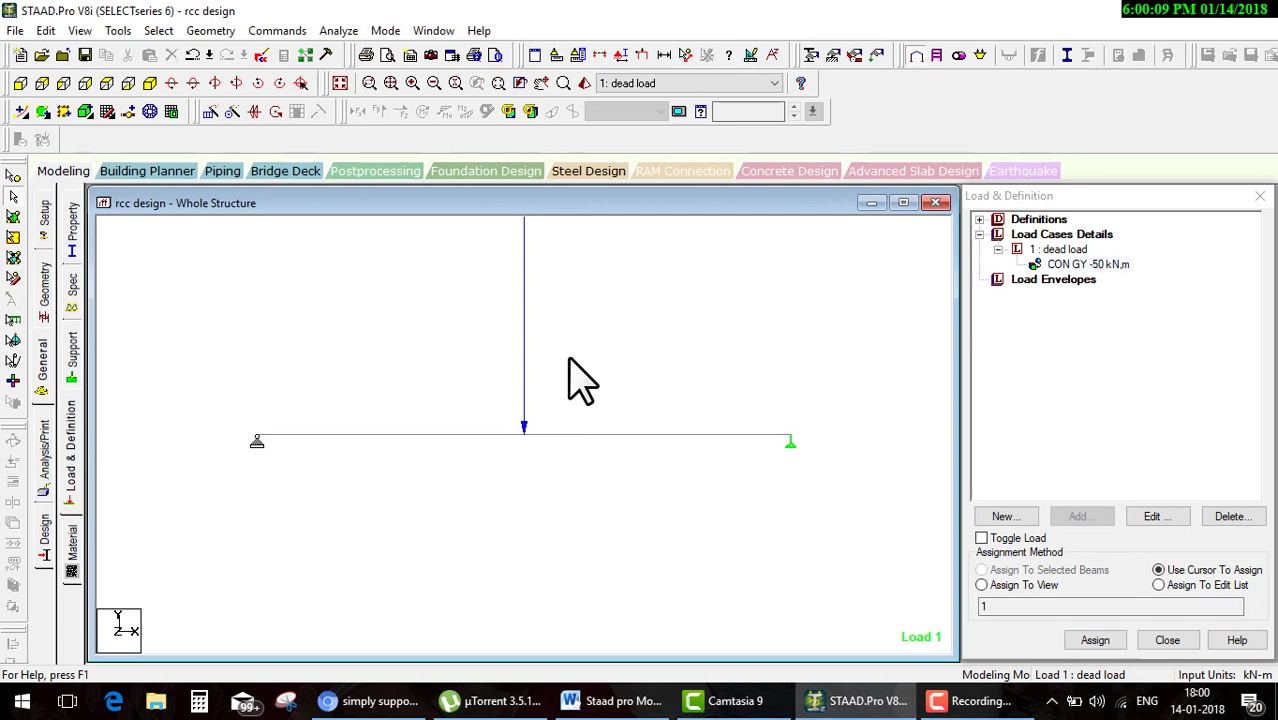 STAAD.Pro V8i (SELECTseries 6) - rcc design
6:00:09 PM 01/14/2018
File Edit View Tools Select Geometry Commands Analyze Mode Window Help
1: dead load
Modeling Building Planner Piping Bridge Deck Postprocessing Foundation Design Steel Design RAM Connection Concrete Design Advanced Slab Design Earthquake
rcc design - Whole Structure
Load & Definition
Setup
Geometry
General
Analysis/Print
Design
Property
Spec
Support
Load & Definition
Material
Definitions
Load Cases Details
1 : dead load
CON GY -50 kN,m
Load Envelopes
New... Add... Edit ... Delete...
Toggle Load
Assignment Method
Assign To Selected Beams Use Cursor To Assign
Assign To View Assign To Edit List
1
Assign Close Help
Y
Z X
Load 1
For Help, press F1
Modeling Mo Load 1 : dead load Input Units: kN-m
99+ simply suppo... µTorrent 3.5.1... Staad pro Mo... Camtasia 9 STAAD.Pro V8... Recording...
ENG
18:00
14-01-2018
20